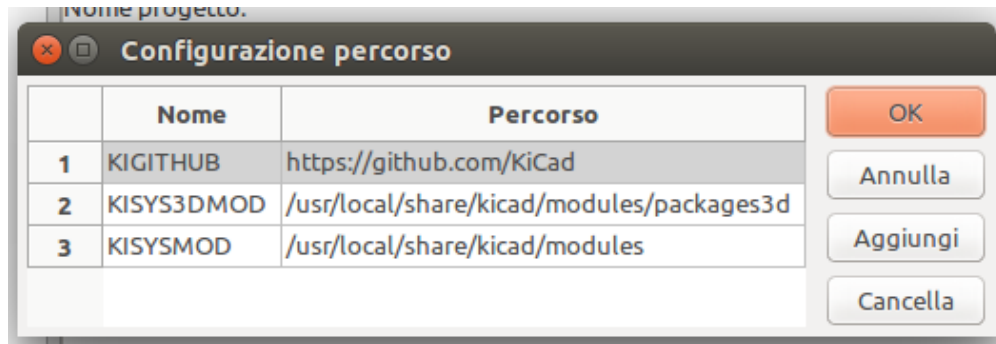 Nome progetto:
Configurazione percorso
Nome Percorso
1 KIGITHUB https://github.com/KiCad
2 KISYS3DMOD /usr/local/share/kicad/modules/packages3d
3 KISYSMOD /usr/local/share/kicad/modules
OK
Annulla
Aggiungi
Cancella